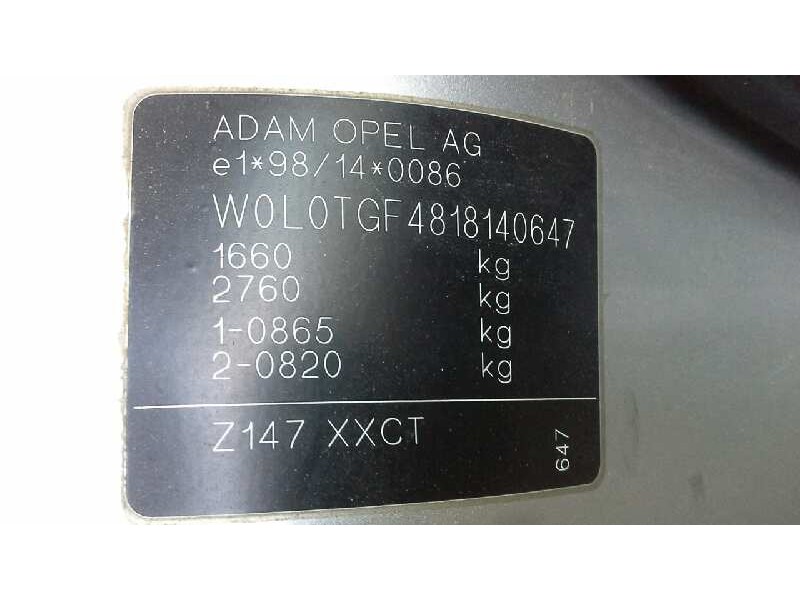 ADAM OPEL AG
e1*98/14*0086
W0L0TGF4818140647
1660 kg
2760 kg
1-0865 kg
2-0820 kg
Z147 XXCT
647